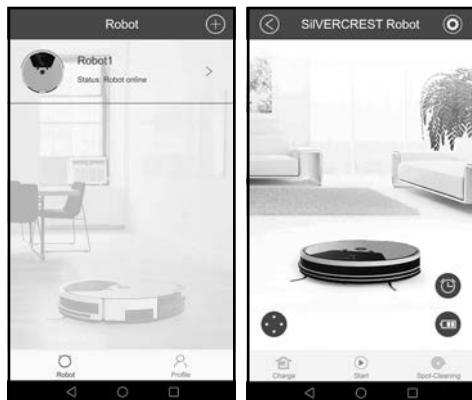 Robot
Robot1
Status: Robot online
Robot
Profile
SilVERCREST Robot
Charge
Start
Spot-Cleaning